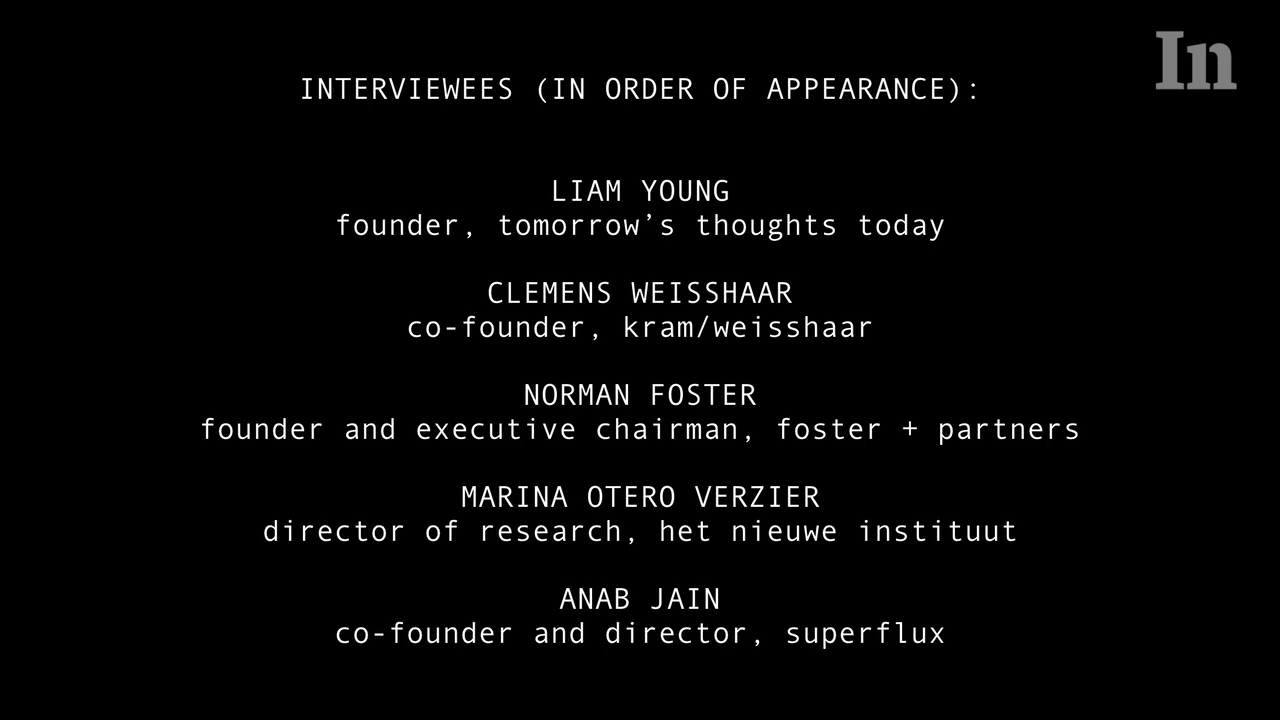 In
INTERVIEWEES (IN ORDER OF APPEARANCE):
LIAM YOUNG
founder, tomorrow’s thoughts today
CLEMENS WEISSHAAR
co-founder, kram/weisshaar
NORMAN FOSTER
founder and executive chairman, foster + partners
MARINA OTERO VERZIER
director of research, het nieuwe instituut
ANAB JAIN
co-founder and director, superflux